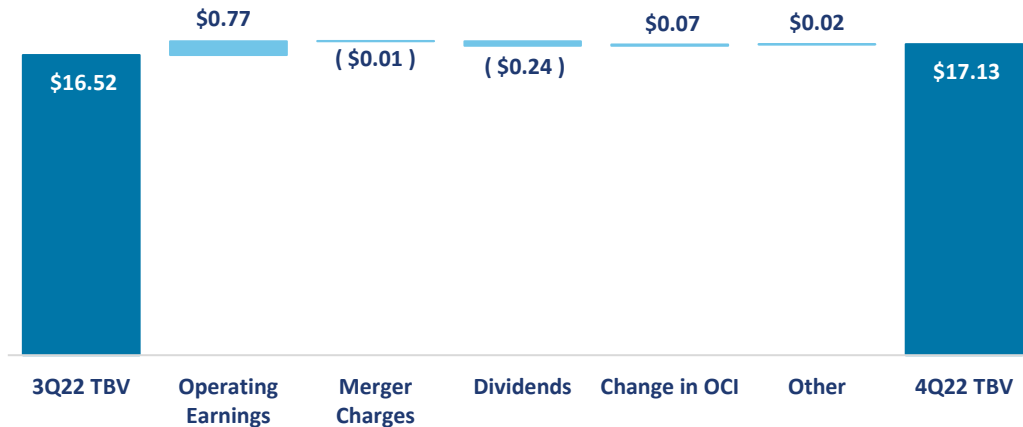 $0.77
$0.07
$0.02
( $0.01 )
( $0.24 )
$16.52
$17.13
3Q22 TBV
Operating
Earnings
Merger
Charges
Dividends
Change in OCI
Other
4Q22 TBV